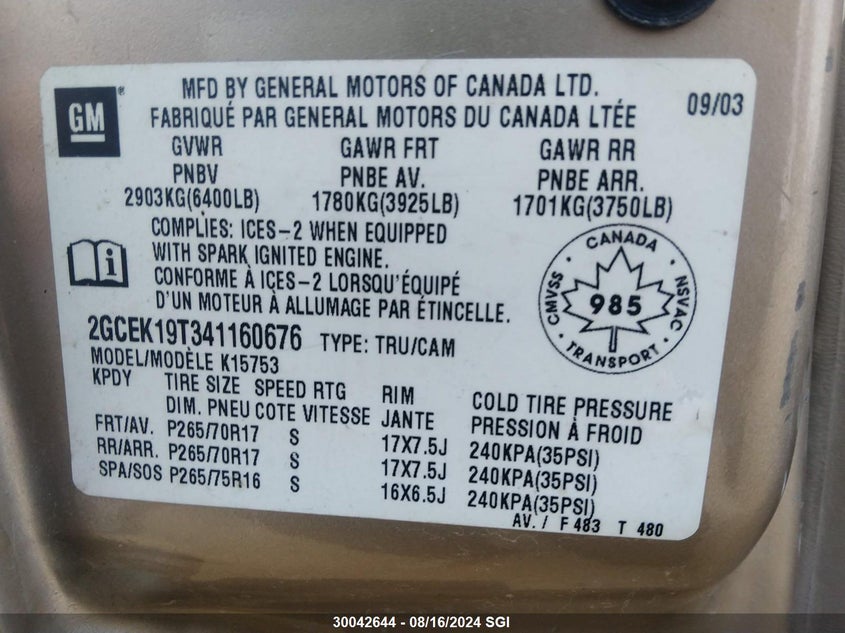 GM
MFD BY GENERAL MOTORS OF CANADA LTD.
FABRIQUÉ PAR GENERAL MOTORS DU CANADA LTÉE
09/03
GVWR GAWR FRT GAWR RR
PNBV PNBE AV. PNBE ARR.
2903KG(6400LB) 1780KG(3925LB) 1701KG(3750LB)
COMPLIES: ICES-2 WHEN EQUIPPED
WITH SPARK IGNITED ENGINE.
CONFORME À ICES-2 LORSQU'ÉQUIPÉ
D'UN MOTEUR À ALLUMAGE PAR ÉTINCELLE.
CANADA
CMVSS 985 NSVAC
TRANSPORT
2GCEK19T341160676 TYPE: TRU/CAM
MODEL/MODÈLE K15753
KPDY TIRE SIZE SPEED RTG RIM COLD TIRE PRESSURE
DIM. PNEU COTE VITESSE JANTE PRESSION À FROID
FRT/AV. P265/70R17 S 17X7.5J 240KPA(35PSI)
RR/ARR. P265/70R17 S 17X7.5J 240KPA(35PSI)
SPA/SOS P265/75R16 S 16X6.5J 240KPA(35PSI)
AV. / F 483 T 480
30042644 - 08/16/2024 SGI